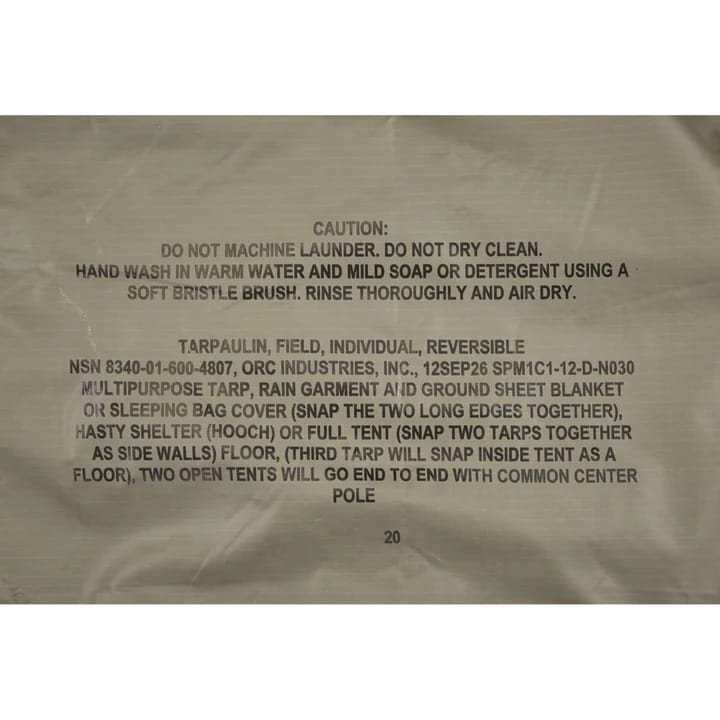 CAUTION:
DO NOT MACHINE LAUNDER. DO NOT DRY CLEAN.
HAND WASH IN WARM WATER AND MILD SOAP OR DETERGENT USING A
SOFT BRISTLE BRUSH. RINSE THOROUGHLY AND AIR DRY.
TARPAULIN, FIELD, INDIVIDUAL, REVERSIBLE
NSN 8340-01-600-4807, ORC INDUSTRIES, INC., 12SEP26 SPM1C1-12-D-N030
MULTIPURPOSE TARP, RAIN GARMENT AND GROUND SHEET BLANKET
OR SLEEPING BAG COVER (SNAP THE TWO LONG EDGES TOGETHER),
HASTY SHELTER (HOOCH) OR FULL TENT (SNAP TWO TARPS TOGETHER
AS SIDE WALLS) FLOOR, (THIRD TARP WILL SNAP INSIDE TENT AS A
FLOOR), TWO OPEN TENTS WILL GO END TO END WITH COMMON CENTER
POLE
20